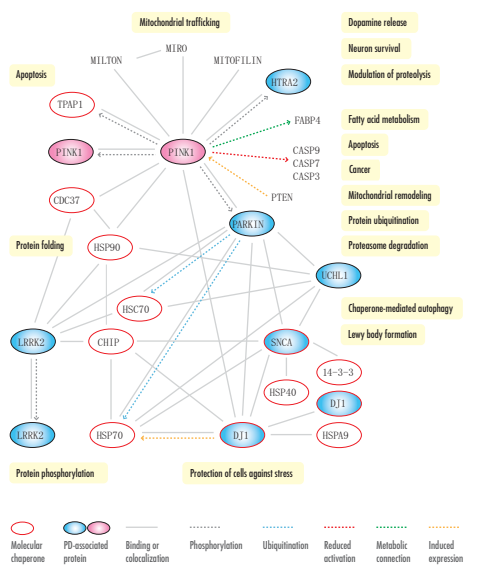 Mitochondrial trafficking
Dopamine release
MIRO
Neuron survival
MILTON
MITOFILIN
Apoptosis
Modulation of proteolysis
HTRA2
TPAP1
FABP4
Fatty acid metabolism
PINK1
PINK1
CASP9
CASP7
CASP3
Apoptosis
Cancer
CDC37
PTEN
Mitochondrial remodeling
PARKIN
Protein ubiquitination
Protein folding
HSP90
Proteasome degradation
UCHL1
HSC70
Chaperone-mediated autophagy
Lewy body formation
LRRK2
CHIP
SNCA
14-3-3
HSP40
DJ1
LRRK2
HSP70
DJ1
HSPA9
Protein phosphorylation
Protection of cells against stress
Molecular
chaperone
PD-associated
protein
Binding or
colocalization
Phosphorylation
Ubiquitination
Reduced
activation
Metabolic
connection
Induced
expression